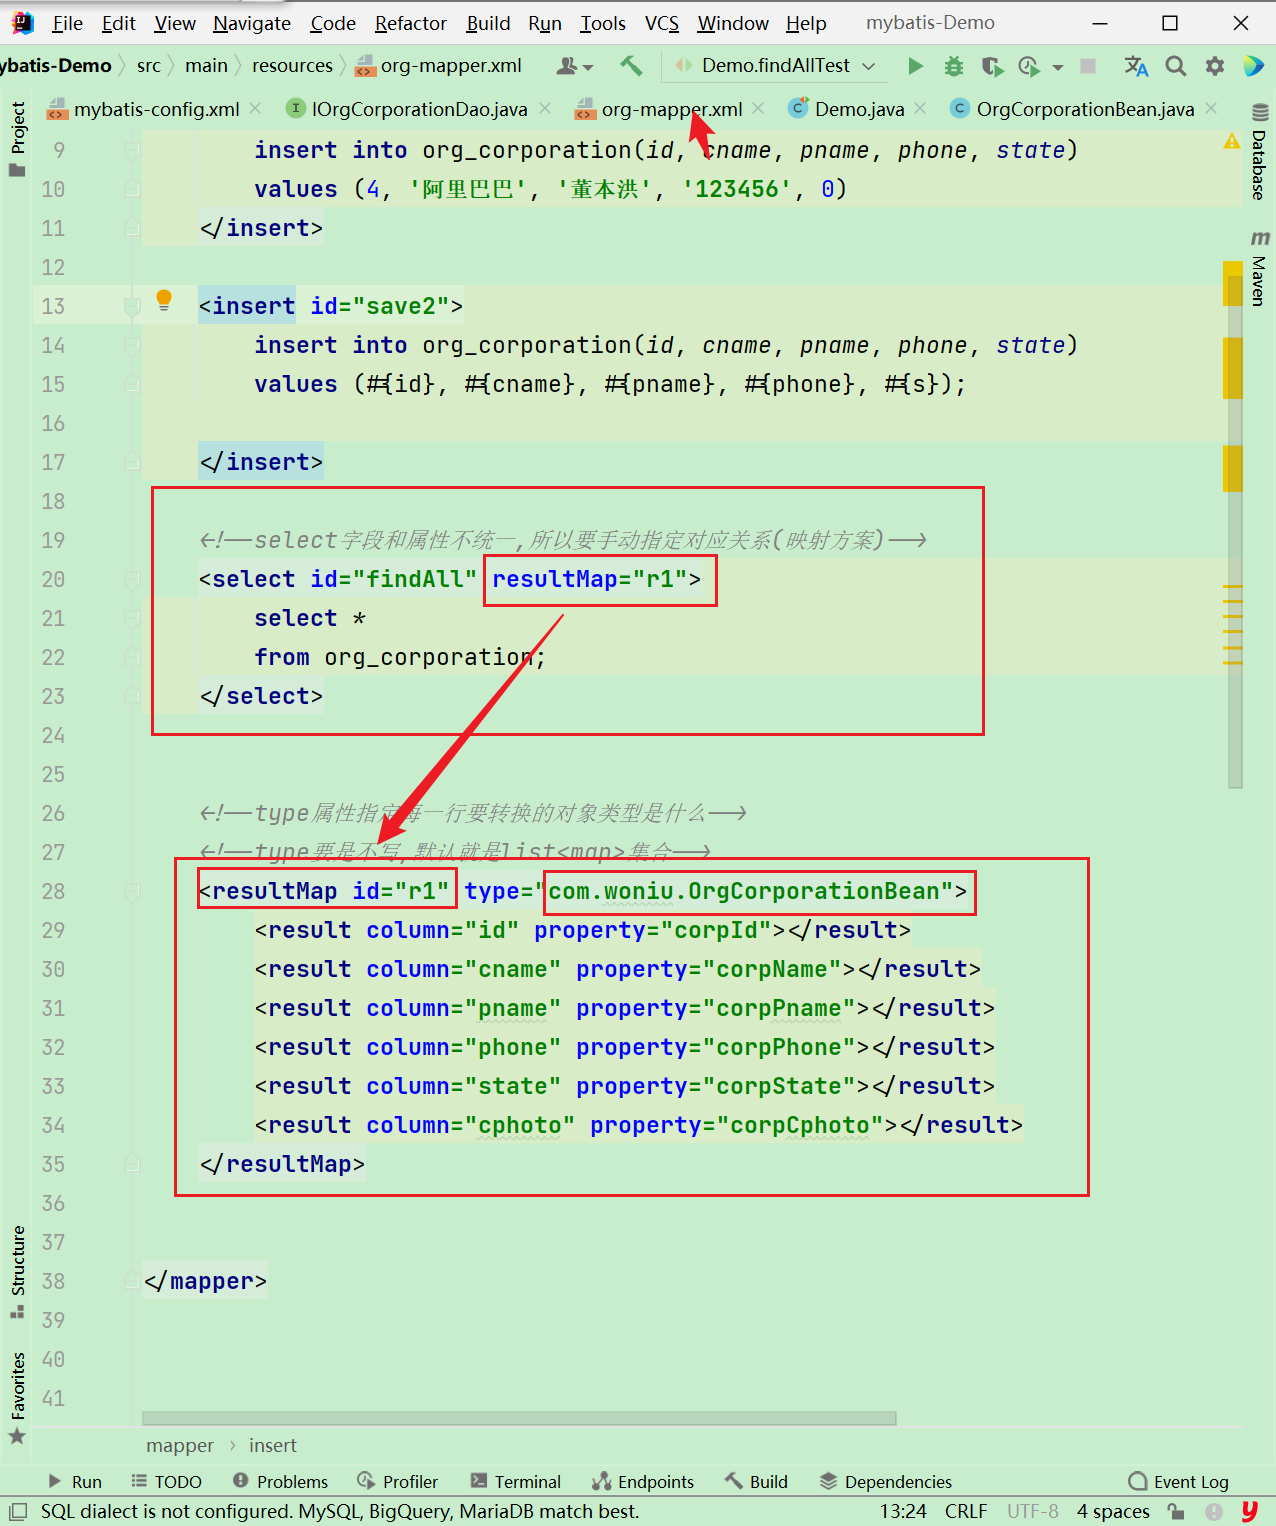 File Edit View Navigate Code Refactor Build Run Tools VCS Window Help mybatis-Demo
ybatis-Demo src main resources org-mapper.xml Demo.findAllTest
mybatis-config.xml IOrgCorporationDao.java org-mapper.xml Demo.java OrgCorporationBean.java
Project
Database
Maven
9 insert into org_corporation(id, cname, pname, phone, state)
10 values (4, '阿里巴巴', '董本洪', '123456', 0)
11 </insert>
12
13 <insert id="save2">
14 insert into org_corporation(id, cname, pname, phone, state)
15 values (#{id}, #{cname}, #{pname}, #{phone}, #{s});
16
17 </insert>
18
19 <!--select字段和属性不统一,所以要手动指定对应关系(映射方案)-->
20 <select id="findAll" resultMap="r1">
21 select *
22 from org_corporation;
23 </select>
24
25
26 <!--type属性指定每一行要转换的对象类型是什么-->
27 <!--type要是不写,默认就是list<map>集合-->
28 <resultMap id="r1" type="com.woniu.OrgCorporationBean">
29 <result column="id" property="corpId"></result>
30 <result column="cname" property="corpName"></result>
31 <result column="pname" property="corpPname"></result>
32 <result column="phone" property="corpPhone"></result>
33 <result column="state" property="corpState"></result>
34 <result column="cphoto" property="corpCphoto"></result>
35 </resultMap>
36
37
38 </mapper>
39
40
41
Structure
Favorites
mapper › insert
Run TODO Problems Profiler Terminal Endpoints Build Dependencies Event Log
SQL dialect is not configured. MySQL, BigQuery, MariaDB match best. 13:24 CRLF UTF-8 4 spaces